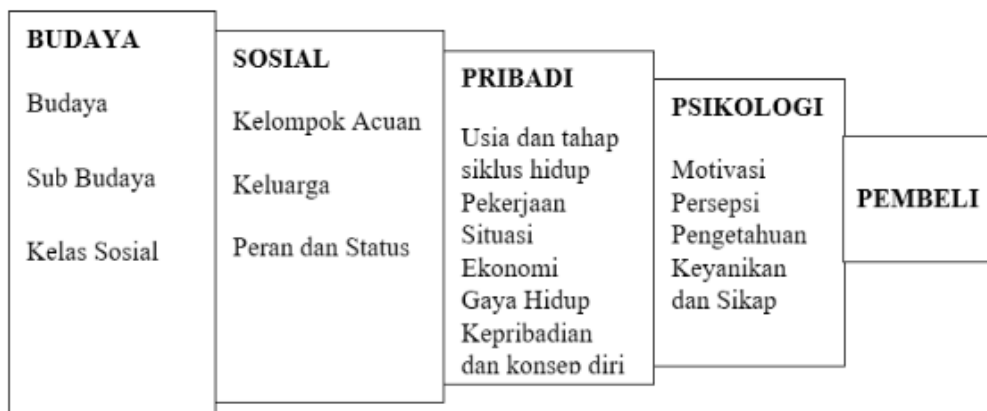 BUDAYA
Budaya
Sub Budaya
Kelas Sosial
SOSIAL
Kelompok Acuan
Keluarga
Peran dan Status
PRIBADI
Usia dan tahap
siklus hidup
Pekerjaan
Situasi
Ekonomi
Gaya Hidup
Kepribadian
dan konsep diri
PSIKOLOGI
Motivasi
Persepsi
Pengetahuan
Keyanikan
dan Sikap
PEMBELI